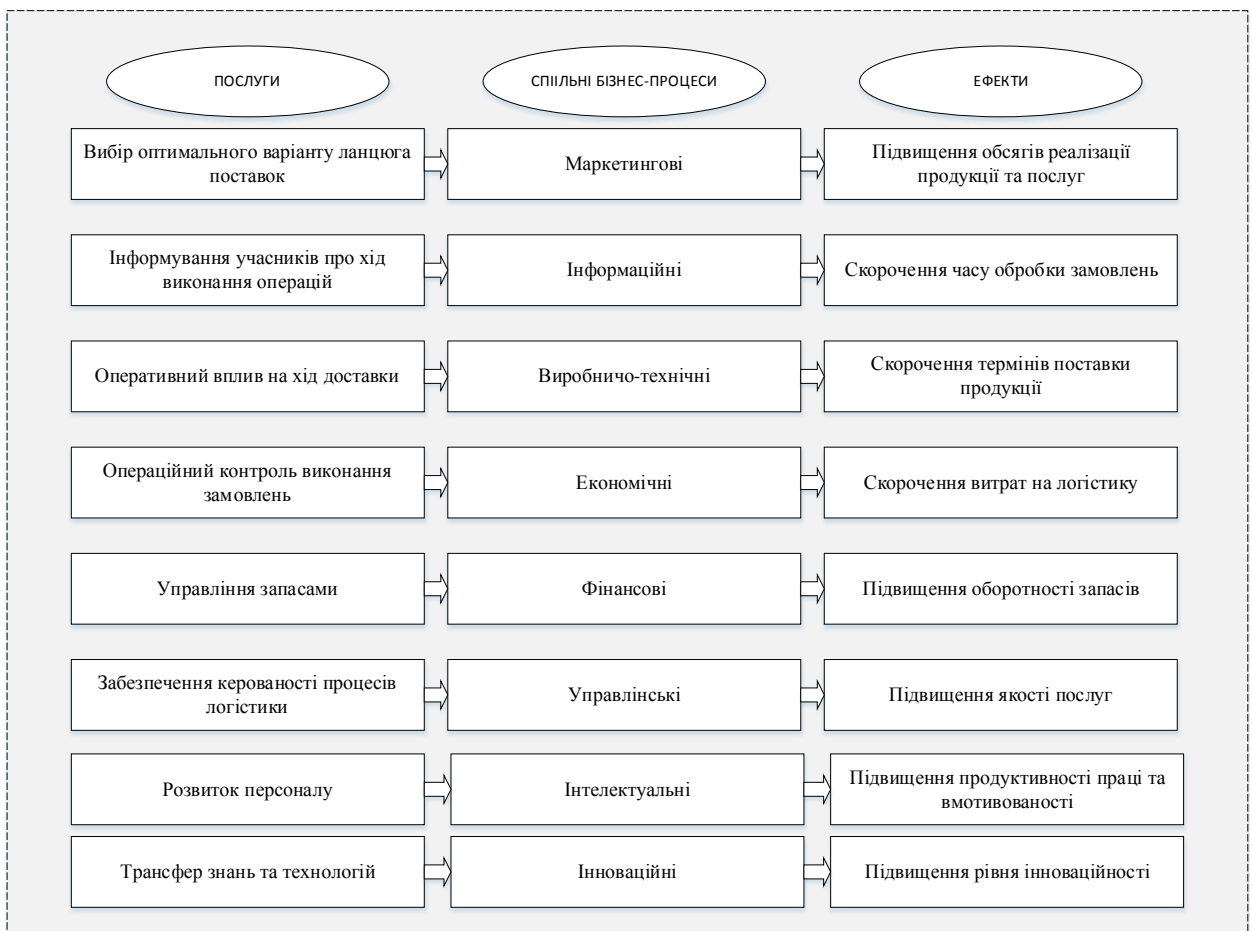 ПОСЛУГИ
СПІІЛЬНІ БІЗНЕС-ПРОЦЕСИ
ЕФЕКТИ
Вибір оптимального варіанту ланцюга
поставок
Маркетингові
Підвищення обсягів реалізації
продукції та послуг
Інформування учасників про хід
виконання операцій
Інформаційні
Скорочення часу обробки замовлень
Оперативний вплив на хід доставки
Виробничо-технічні
Скорочення термінів поставки
продукції
Операційний контроль виконання
замовлень
Економічні
Скорочення витрат на логістику
Управління запасами
Фінансові
Підвищення оборотності запасів
Забезпечення керованості процесів
логістики
Управлінські
Підвищення якості послуг
Розвиток персоналу
Інтелектуальні
Підвищення продуктивності праці та
вмотивованості
Трансфер знань та технологій
Інноваційні
Підвищення рівня інноваційності